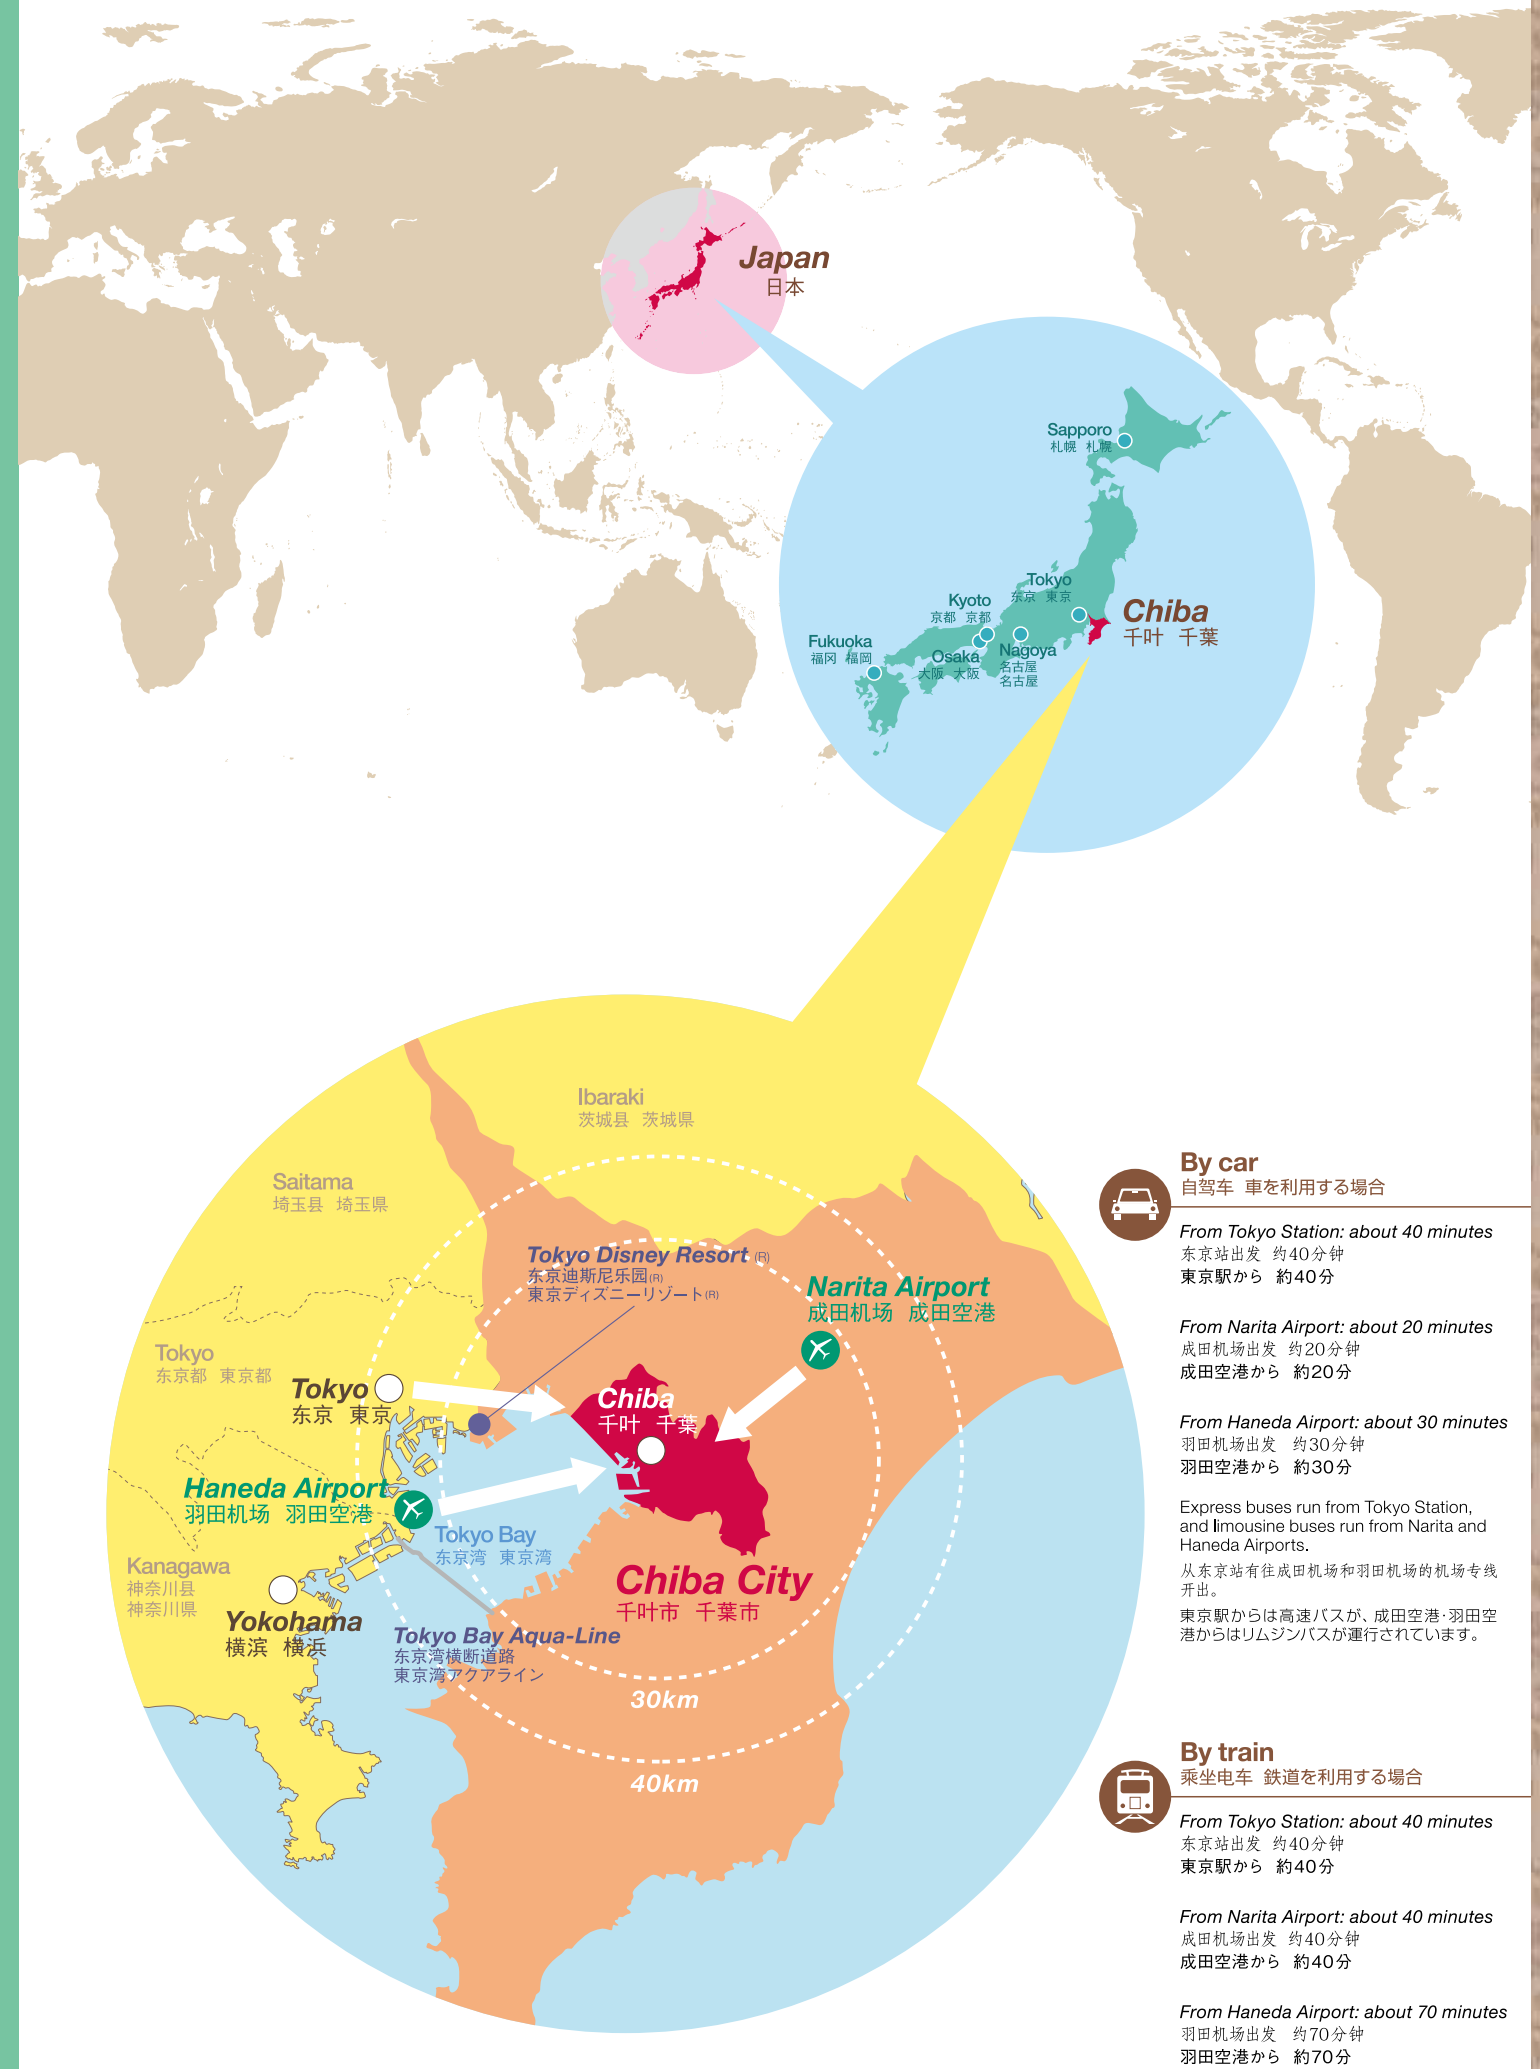 Japan
日本
Sapporo
札幌 札幌
Tokyo
东京 東京
Kyoto
京都 京都
Chiba
千叶 千葉
Fukuoka
福冈 福岡
Osaka
大阪 大阪
Nagoya
名古屋
名古屋
Ibaraki
茨城县 茨城県
Saitama
埼玉县 埼玉県
Tokyo Disney Resort (R)
东京迪斯尼乐园(R)
東京ディズニーリゾート(R)
Narita Airport
成田机场 成田空港
Tokyo
东京都 東京都
Tokyo
东京 東京
Chiba
千叶 千葉
Haneda Airport
羽田机场 羽田空港
Tokyo Bay
东京湾 東京湾
Kanagawa
神奈川县
神奈川県
Chiba City
千叶市 千葉市
Yokohama
横滨 横浜
Tokyo Bay Aqua-Line
东京湾横断道路
東京湾アクアライン
30km
40km
By car
自驾车 車を利用する場合
From Tokyo Station: about 40 minutes
东京站出发 约40分钟
東京駅から 約40分
From Narita Airport: about 20 minutes
成田机场出发 约20分钟
成田空港から 約20分
From Haneda Airport: about 30 minutes
羽田机场出发 约30分钟
羽田空港から 約30分
Express buses run from Tokyo Station,
and limousine buses run from Narita and
Haneda Airports.
从东京站有往成田机场和羽田机场的机场专线
开出。
東京駅からは高速バスが、成田空港・羽田空
港からはリムジンバスが運行されています。
By train
乘坐电车 鉄道を利用する場合
From Tokyo Station: about 40 minutes
东京站出发 约40分钟
東京駅から 約40分
From Narita Airport: about 40 minutes
成田机场出发 约40分钟
成田空港から 約40分
From Haneda Airport: about 70 minutes
羽田机场出发 约70分钟
羽田空港から 約70分